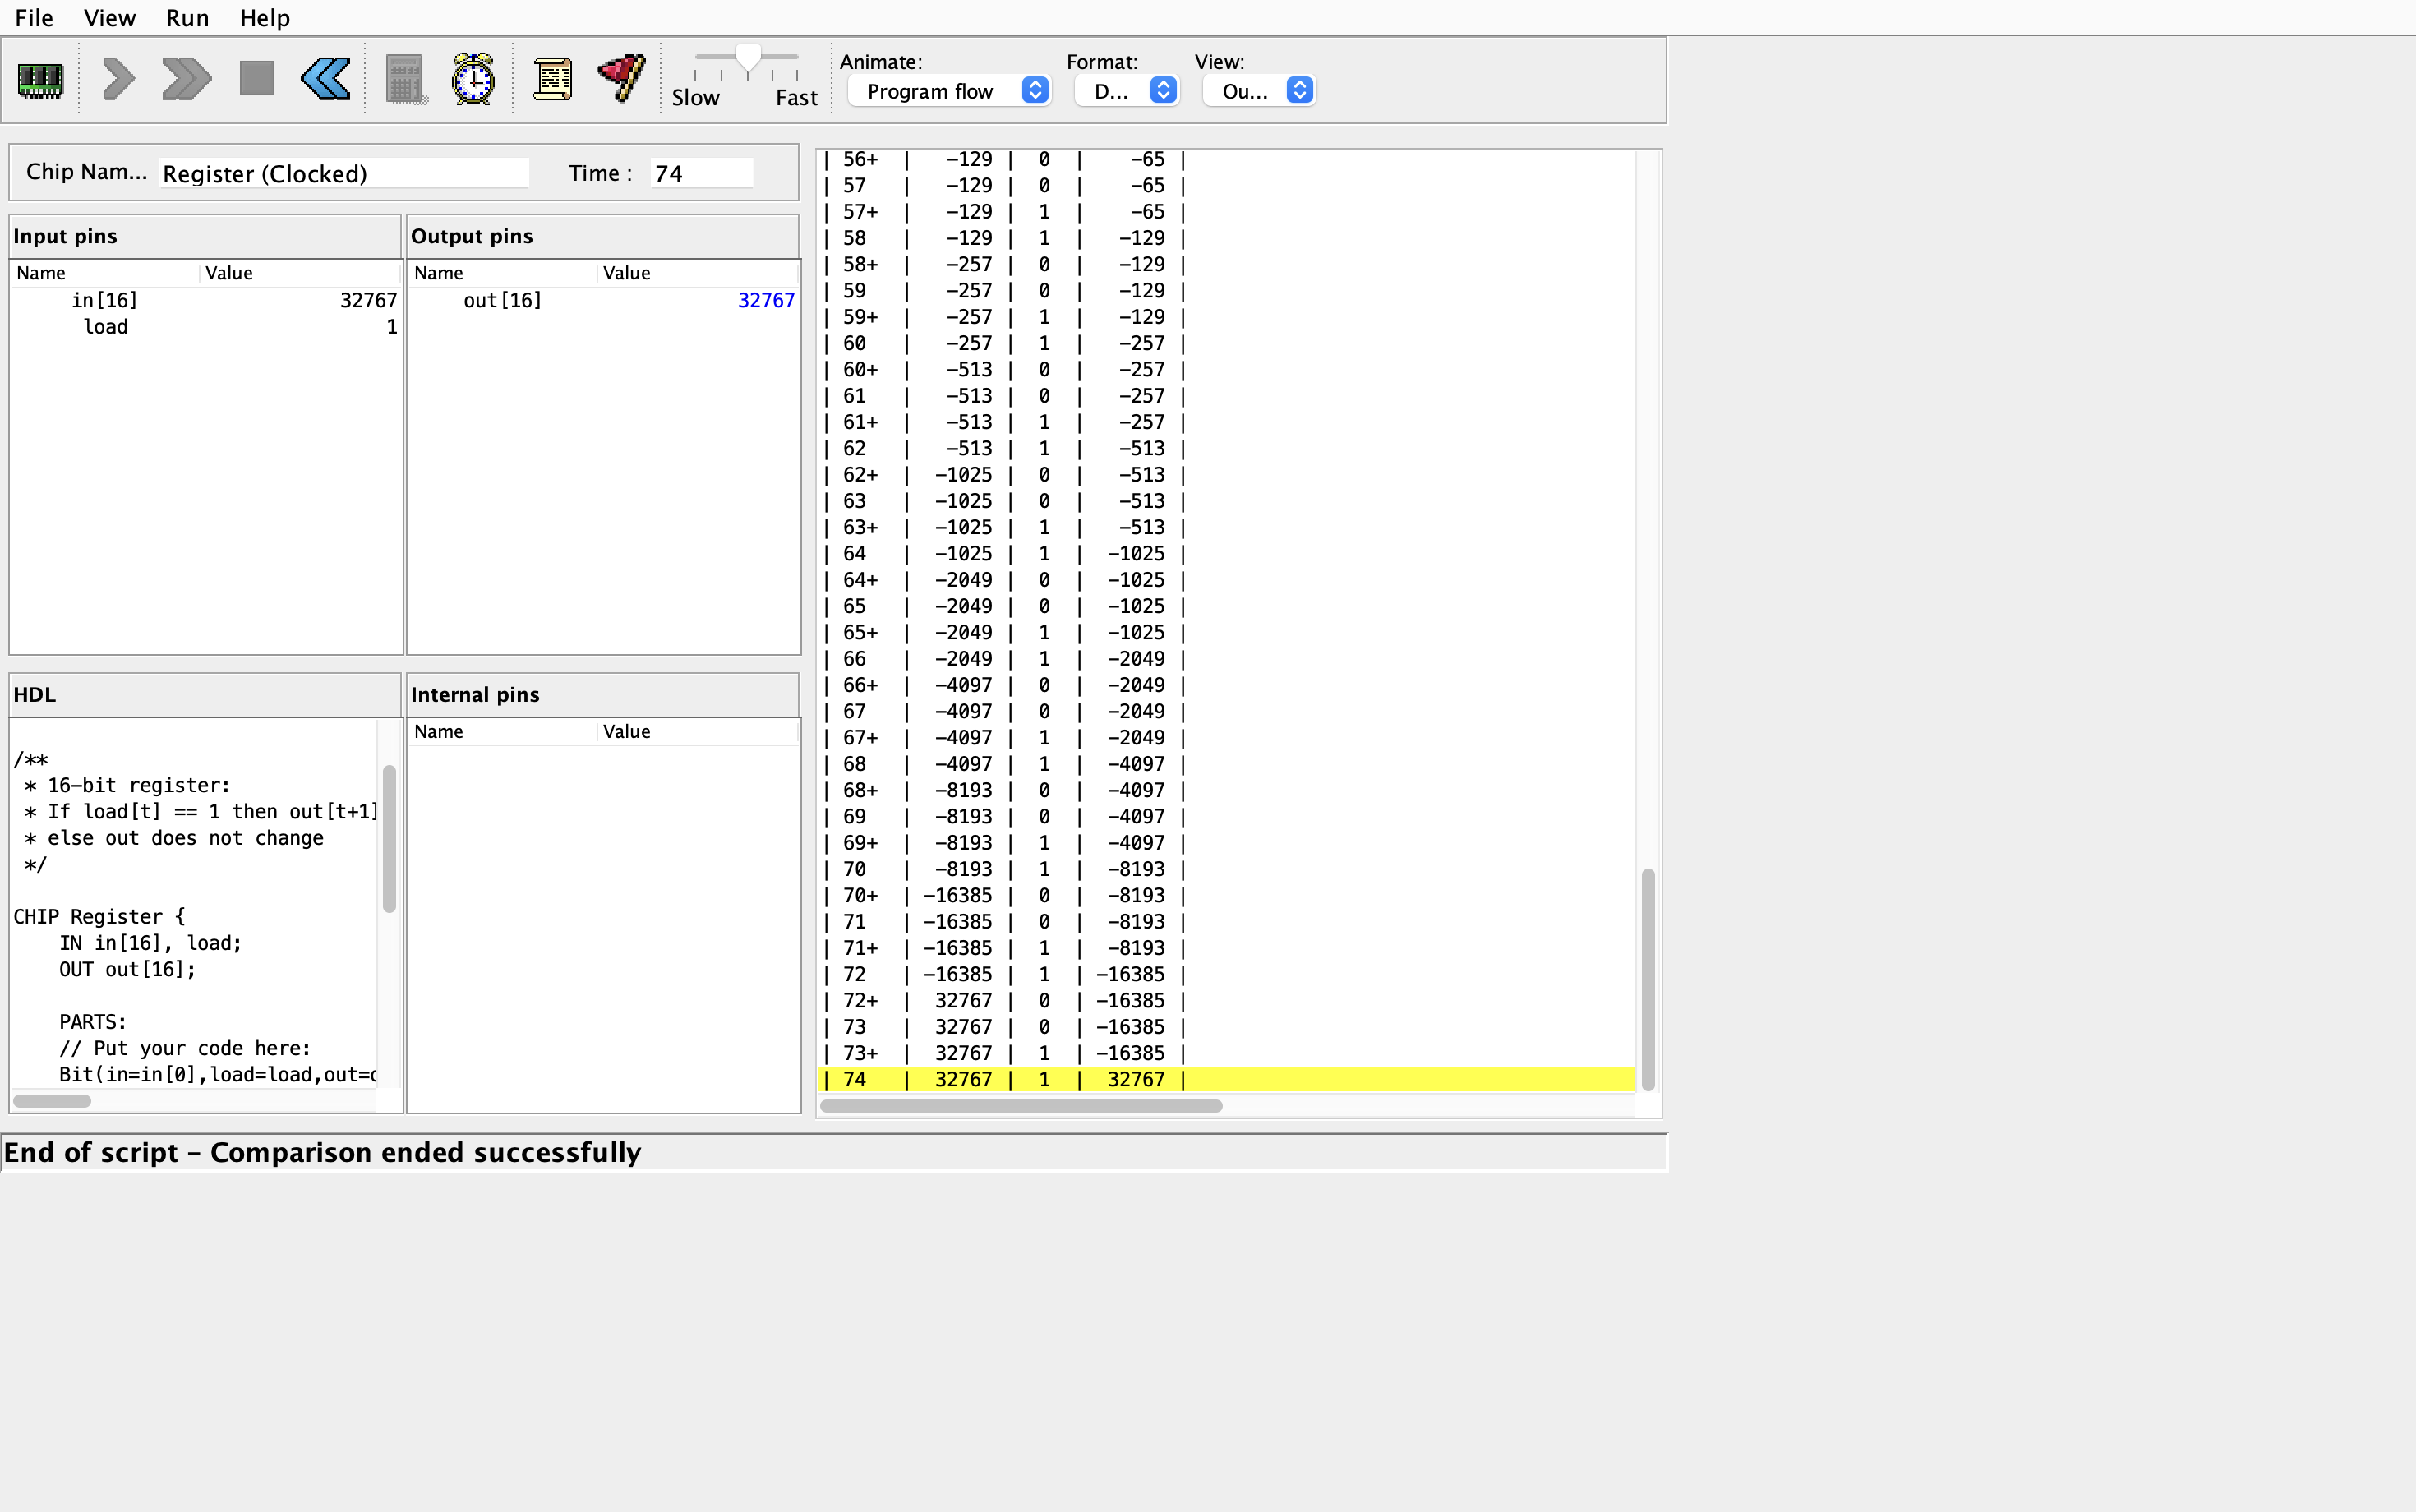 File View Run Help
Animate: Format: View:
Slow Fast Program flow D... Ou...
Chip Nam... Register (Clocked) Time : 74
Input pins
Name Value
in[16] 32767
load 1
Output pins
Name Value
out[16] 32767
HDL
/**
* 16-bit register:
* If load[t] == 1 then out[t+1]
* else out does not change
*/
CHIP Register {
IN in[16], load;
OUT out[16];
PARTS:
// Put your code here:
Bit(in=in[0],load=load,out=o
Internal pins
Name Value
| 56+ | -129 | 0 | -65 |
| 57 | -129 | 0 | -65 |
| 57+ | -129 | 1 | -65 |
| 58 | -129 | 1 | -129 |
| 58+ | -257 | 0 | -129 |
| 59 | -257 | 0 | -129 |
| 59+ | -257 | 1 | -129 |
| 60 | -257 | 1 | -257 |
| 60+ | -513 | 0 | -257 |
| 61 | -513 | 0 | -257 |
| 61+ | -513 | 1 | -257 |
| 62 | -513 | 1 | -513 |
| 62+ | -1025 | 0 | -513 |
| 63 | -1025 | 0 | -513 |
| 63+ | -1025 | 1 | -513 |
| 64 | -1025 | 1 | -1025 |
| 64+ | -2049 | 0 | -1025 |
| 65 | -2049 | 0 | -1025 |
| 65+ | -2049 | 1 | -1025 |
| 66 | -2049 | 1 | -2049 |
| 66+ | -4097 | 0 | -2049 |
| 67 | -4097 | 0 | -2049 |
| 67+ | -4097 | 1 | -2049 |
| 68 | -4097 | 1 | -4097 |
| 68+ | -8193 | 0 | -4097 |
| 69 | -8193 | 0 | -4097 |
| 69+ | -8193 | 1 | -4097 |
| 70 | -8193 | 1 | -8193 |
| 70+ | -16385 | 0 | -8193 |
| 71 | -16385 | 0 | -8193 |
| 71+ | -16385 | 1 | -8193 |
| 72 | -16385 | 1 | -16385 |
| 72+ | 32767 | 0 | -16385 |
| 73 | 32767 | 0 | -16385 |
| 73+ | 32767 | 1 | -16385 |
| 74 | 32767 | 1 | 32767 |
End of script - Comparison ended successfully